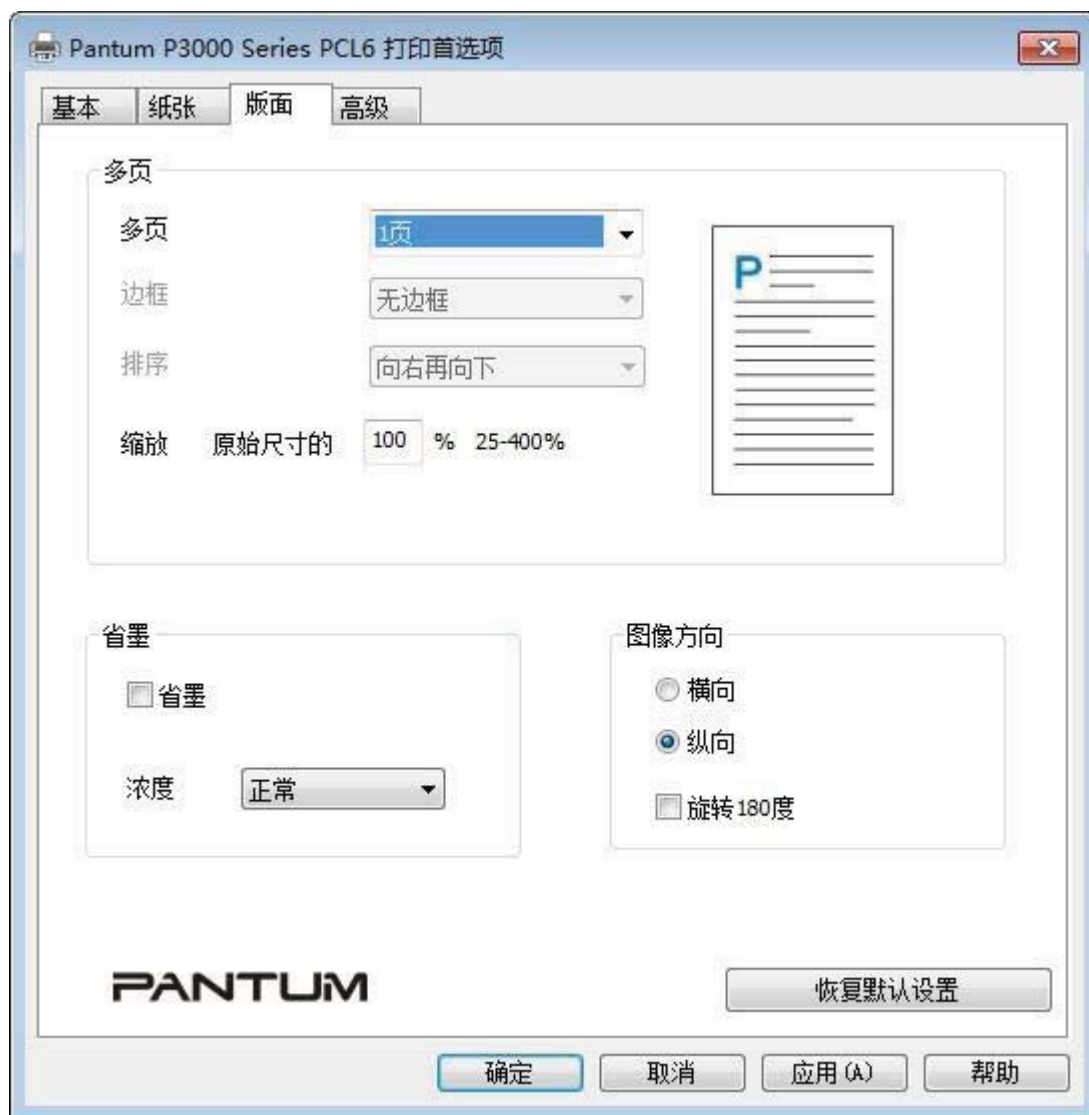 Pantum P3000 Series PCL6 打印首选项
基本 纸张 版面 高级
多页
多页 1页
边框 无边框
排序 向右再向下
缩放 原始尺寸的 100 % 25-400%
P
省墨
省墨
浓度 正常
图像方向
横向
纵向
旋转180度
PANTUM
恢复默认设置
确定 取消 应用(A) 帮助